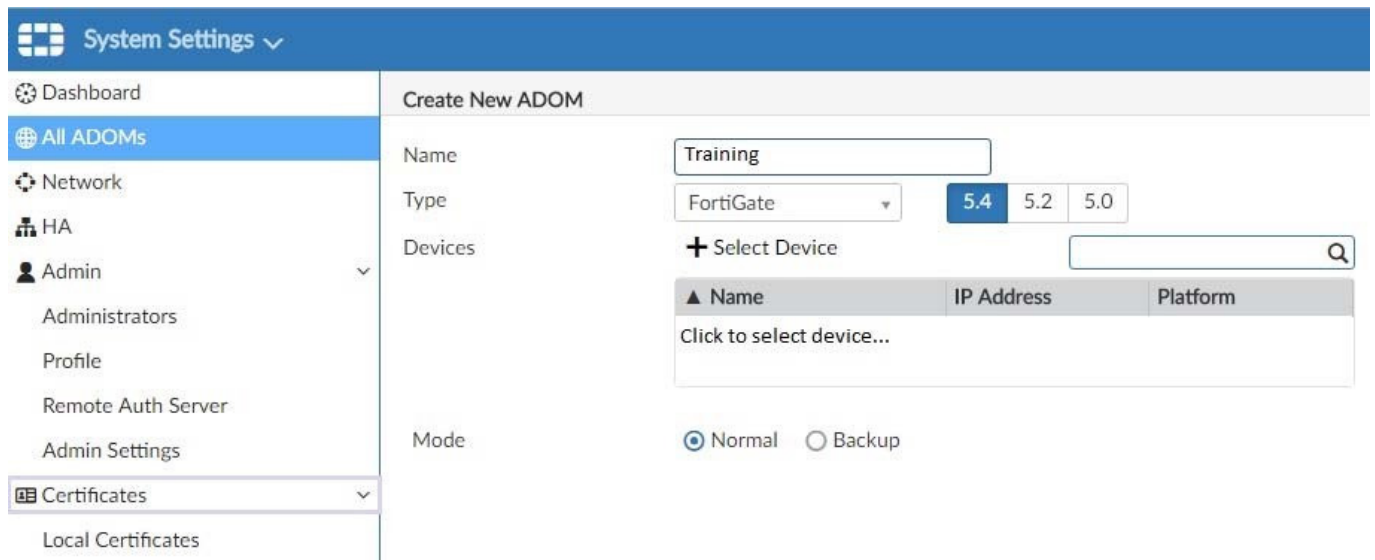 System Settings
Dashboard
All ADOMs
Network
HA
Admin
Administrators
Profile
Remote Auth Server
Admin Settings
Certificates
Local Certificates
Create New ADOM
Name Training
Type FortiGate 5.4 5.2 5.0
Devices + Select Device
▲ Name IP Address Platform
Click to select device...
Mode Normal Backup